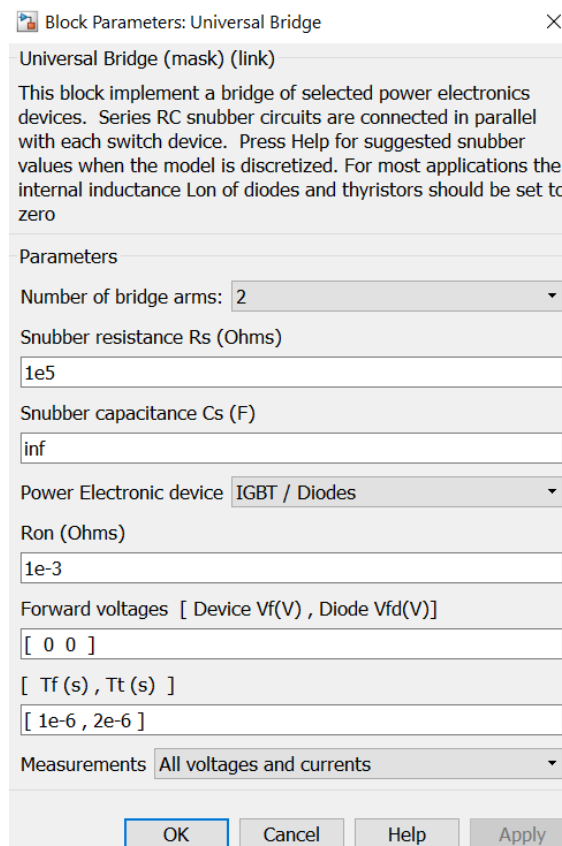 Block Parameters: Universal Bridge
Universal Bridge (mask) (link)
This block implement a bridge of selected power electronics
devices. Series RC snubber circuits are connected in parallel
with each switch device. Press Help for suggested snubber
values when the model is discretized. For most applications the
internal inductance Lon of diodes and thyristors should be set to
zero
Parameters
Number of bridge arms: 2
Snubber resistance Rs (Ohms)
1e5
Snubber capacitance Cs (F)
inf
Power Electronic device IGBT / Diodes
Ron (Ohms)
1e-3
Forward voltages [ Device Vf(V) , Diode Vfd(V)]
[ 0 0 ]
[ Tf (s) , Tt (s) ]
[ 1e-6 , 2e-6 ]
Measurements All voltages and currents
OK Cancel Help Apply